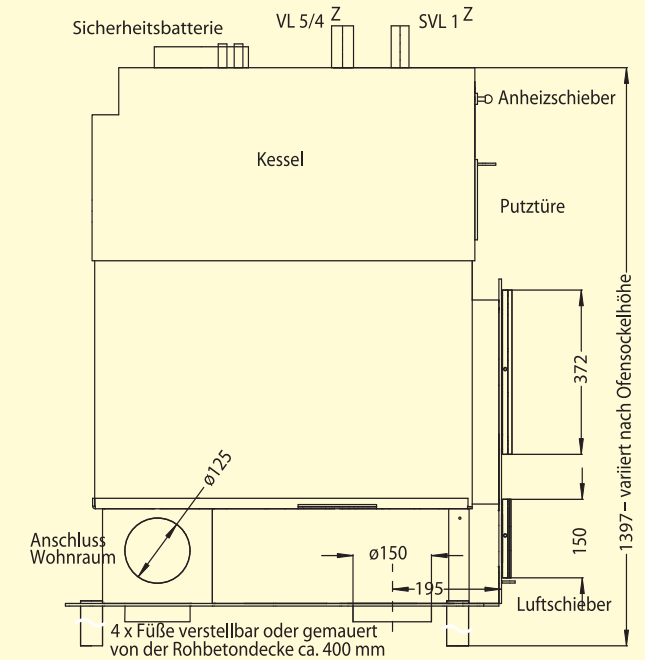 Sicherheitsbatterie
VL 5/4 Z
SVL 1 Z
Anheizschieber
Kessel
Putztüre
372
1397 – variiert nach Ofensockelhöhe
ø125
Anschluss
Wohnraum
ø150
150
195
Luftschieber
4 x Füße verstellbar oder gemauert
von der Rohbetondecke ca. 400 mm